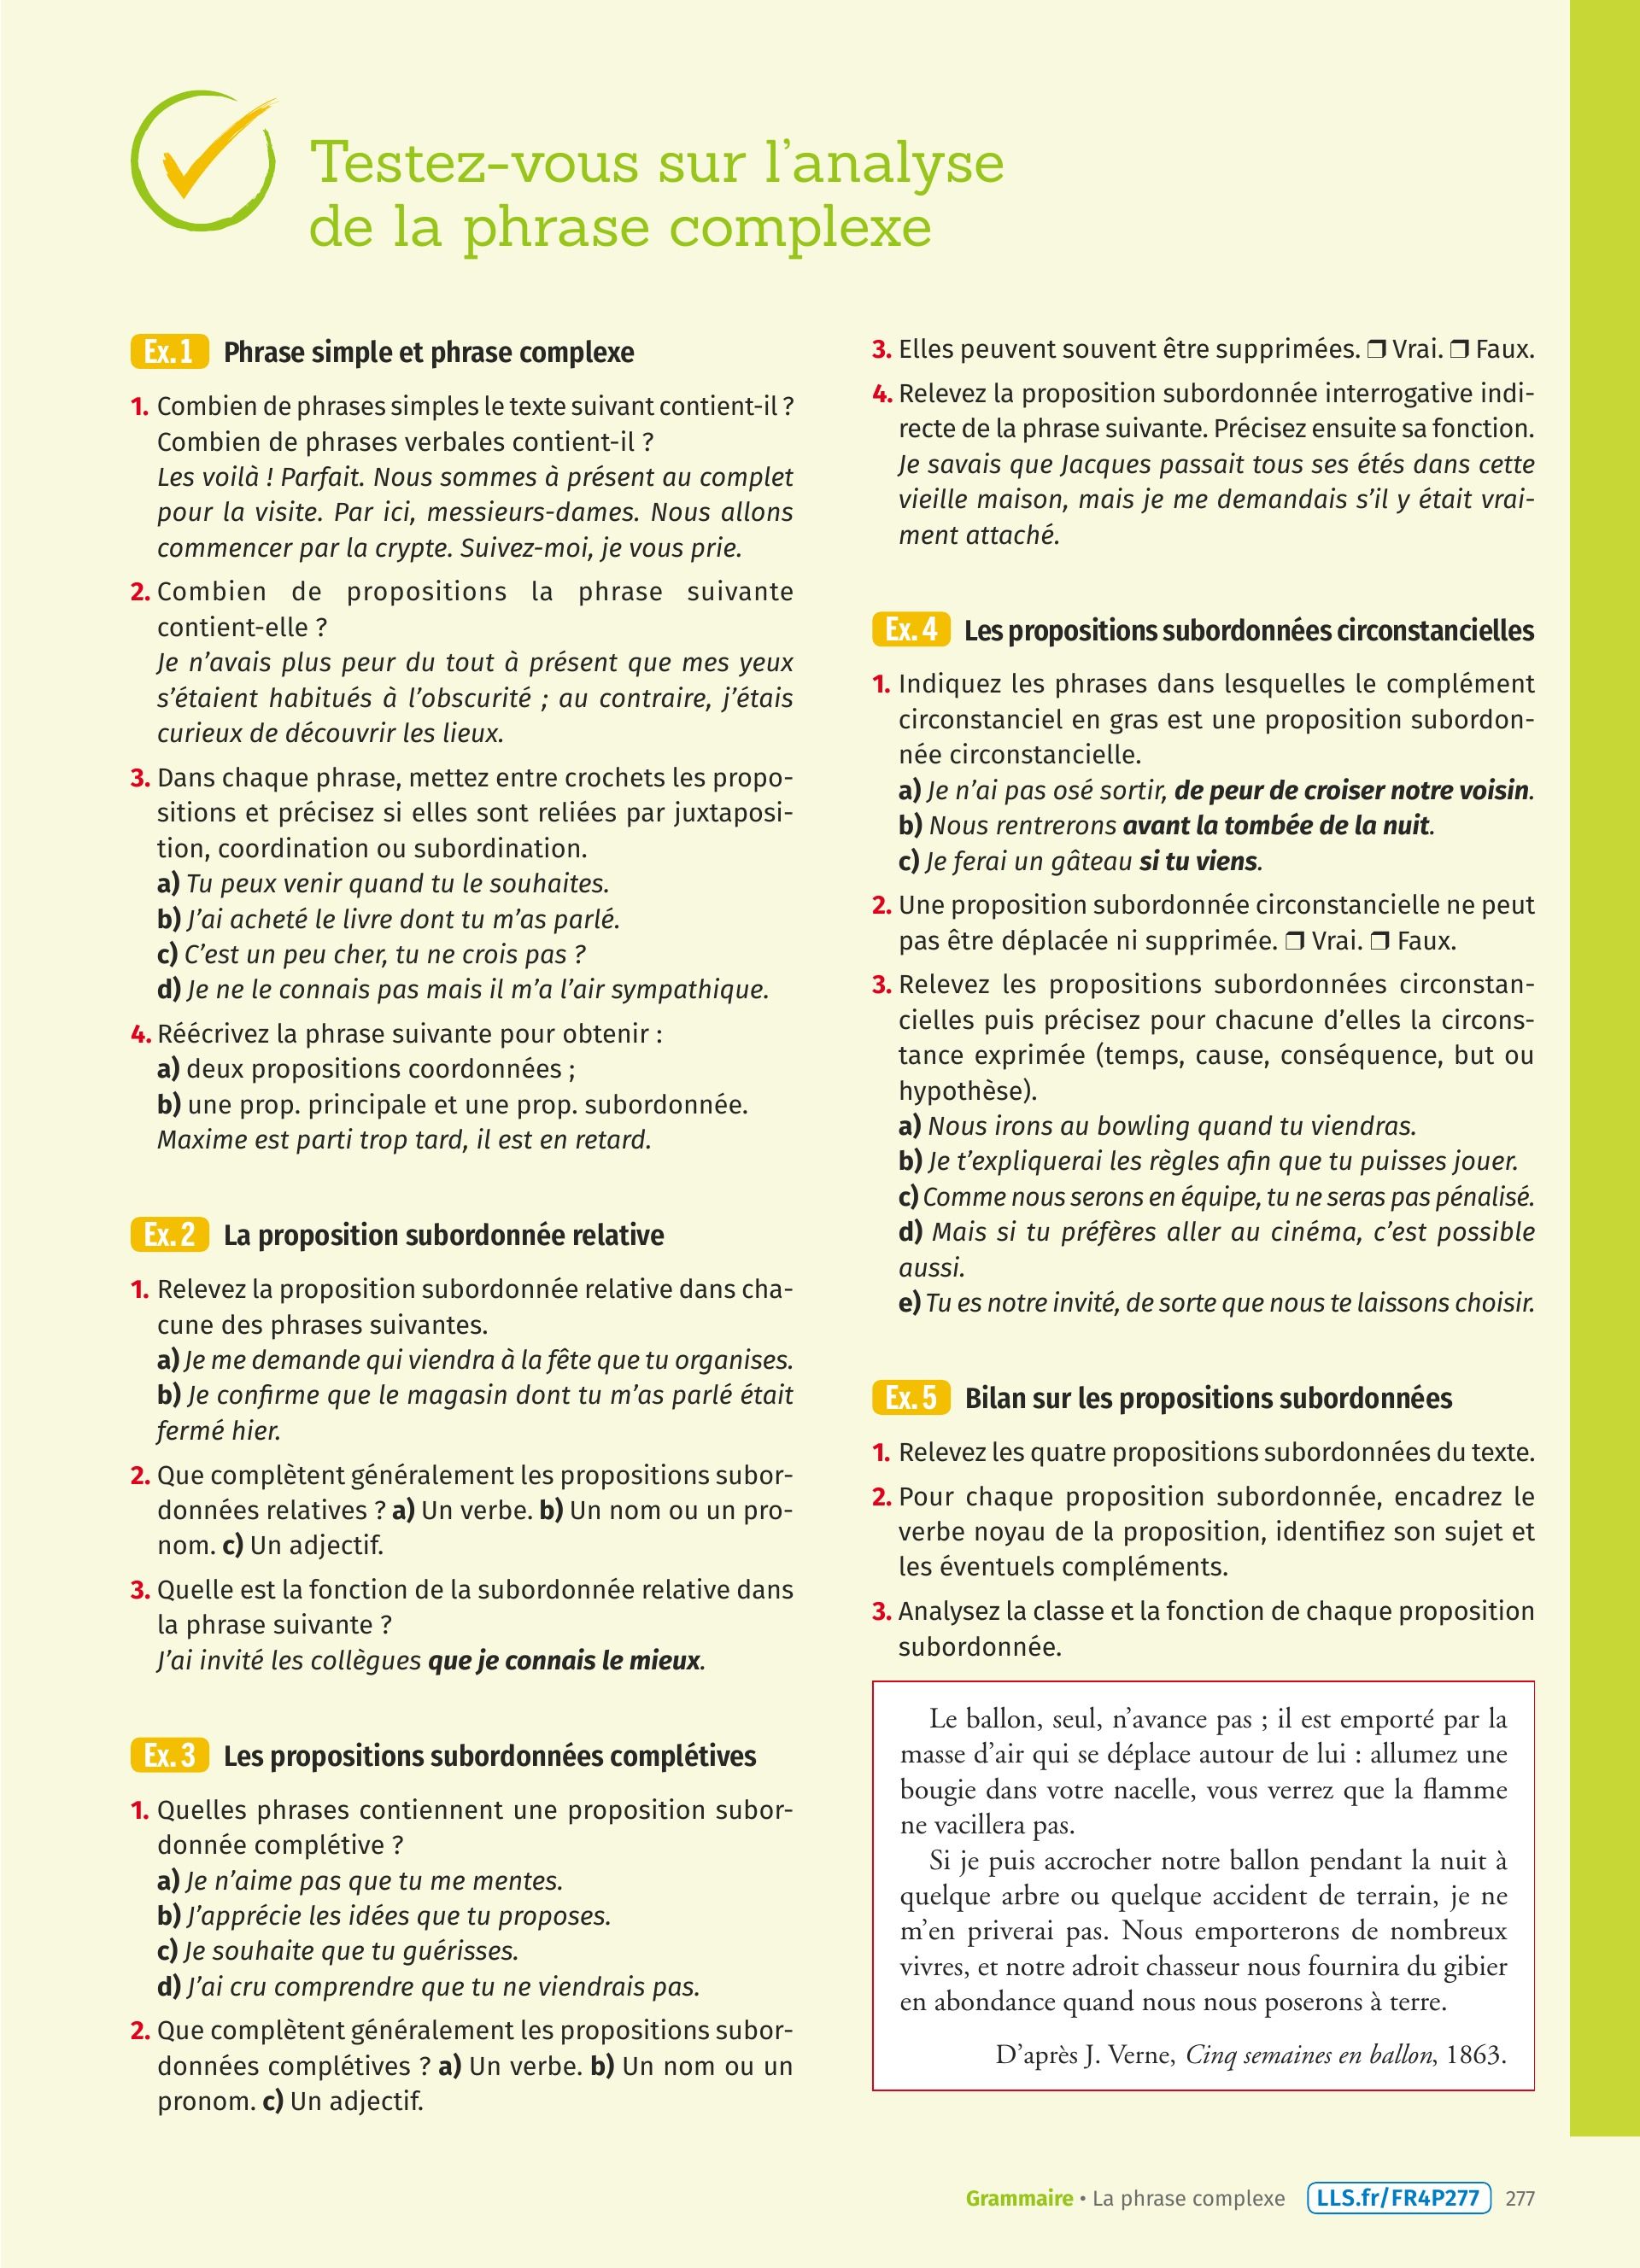 Testez-vous sur l'analyse
de la phrase complexe
Ex. 1 Phrase simple et phrase complexe
1. Combien de phrases simples le texte suivant contient-il ?
Combien de phrases verbales contient-il ?
Les voilà ! Parfait. Nous sommes à présent au complet
pour la visite. Par ici, messieurs-dames. Nous allons
commencer par la crypte. Suivez-moi, je vous prie.
2. Combien de propositions la phrase suivante
contient-elle ?
Je n'avais plus peur du tout à présent que mes yeux
s'étaient habitués à l'obscurité ; au contraire, j'étais
curieux de découvrir les lieux.
3. Dans chaque phrase, mettez entre crochets les propo-
sitions et précisez si elles sont reliées par juxtaposi-
tion, coordination ou subordination.
a) Tu peux venir quand tu le souhaites.
b) J'ai acheté le livre dont tu m'as parlé.
c) C'est un peu cher, tu ne crois pas ?
d) Je ne le connais pas mais il m'a l'air sympathique.
4. Réécrivez la phrase suivante pour obtenir :
a) deux propositions coordonnées ;
b) une prop. principale et une prop. subordonnée.
Maxime est parti trop tard, il est en retard.
Ex. 2 La proposition subordonnée relative
1. Relevez la proposition subordonnée relative dans cha-
cune des phrases suivantes.
a) Je me demande qui viendra à la fête que tu organises.
b) Je confirme que le magasin dont tu m'as parlé était
fermé hier.
2. Que complètent généralement les propositions subor-
données relatives ? a) Un verbe. b) Un nom ou un pro-
nom. c) Un adjectif.
3. Quelle est la fonction de la subordonnée relative dans
la phrase suivante ?
J'ai invité les collègues que je connais le mieux.
Ex. 3 Les propositions subordonnées complétives
1. Quelles phrases contiennent une proposition subor-
donnée complétive ?
a) Je n'aime pas que tu me mentes.
b) J'apprécie les idées que tu proposes.
c) Je souhaite que tu guérisses.
d) J'ai cru comprendre que tu ne viendrais pas.
2. Que complètent généralement les propositions subor-
données complétives ? a) Un verbe. b) Un nom ou un
pronom. c) Un adjectif.
3. Elles peuvent souvent être supprimées. ❒ Vrai. ❒ Faux.
4. Relevez la proposition subordonnée interrogative indi-
recte de la phrase suivante. Précisez ensuite sa fonction.
Je savais que Jacques passait tous ses étés dans cette
vieille maison, mais je me demandais s'il y était vrai-
ment attaché.
Ex. 4 Les propositions subordonnées circonstancielles
1. Indiquez les phrases dans lesquelles le complément
circonstanciel en gras est une proposition subordon-
née circonstancielle.
a) Je n'ai pas osé sortir, de peur de croiser notre voisin.
b) Nous rentrerons avant la tombée de la nuit.
c) Je ferai un gâteau si tu viens.
2. Une proposition subordonnée circonstancielle ne peut
pas être déplacée ni supprimée. ❒ Vrai. ❒ Faux.
3. Relevez les propositions subordonnées circonstan-
cielles puis précisez pour chacune d'elles la circons-
tance exprimée (temps, cause, conséquence, but ou
hypothèse).
a) Nous irons au bowling quand tu viendras.
b) Je t'expliquerai les règles afin que tu puisses jouer.
c) Comme nous serons en équipe, tu ne seras pas pénalisé.
d) Mais si tu préfères aller au cinéma, c'est possible
aussi.
e) Tu es notre invité, de sorte que nous te laissons choisir.
Ex. 5 Bilan sur les propositions subordonnées
1. Relevez les quatre propositions subordonnées du texte.
2. Pour chaque proposition subordonnée, encadrez le
verbe noyau de la proposition, identifiez son sujet et
les éventuels compléments.
3. Analysez la classe et la fonction de chaque proposition
subordonnée.
Le ballon, seul, n'avance pas ; il est emporté par la
masse d'air qui se déplace autour de lui : allumez une
bougie dans votre nacelle, vous verrez que la flamme
ne vacillera pas.
Si je puis accrocher notre ballon pendant la nuit à
quelque arbre ou quelque accident de terrain, je ne
m'en priverai pas. Nous emporterons de nombreux
vivres, et notre adroit chasseur nous fournira du gibier
en abondance quand nous nous poserons à terre.
D'après J. Verne, Cinq semaines en ballon, 1863.
Grammaire • La phrase complexe LLS.fr/FR4P277 277